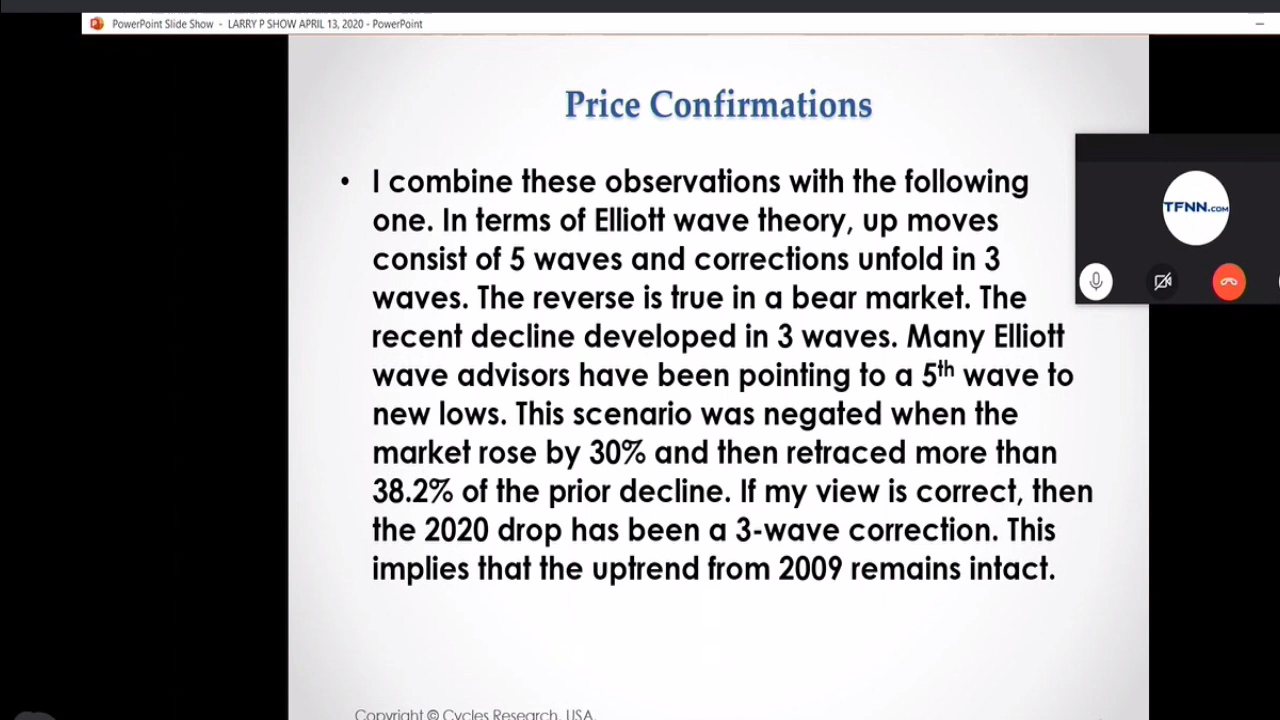 PowerPoint Slide Show - LARRY P SHOW APRIL 13, 2020 - PowerPoint
Price Confirmations
• I combine these observations with the following
one. In terms of Elliott wave theory, up moves
consist of 5 waves and corrections unfold in 3
waves. The reverse is true in a bear market. The
recent decline developed in 3 waves. Many Elliott
wave advisors have been pointing to a 5th wave to
new lows. This scenario was negated when the
market rose by 30% and then retraced more than
38.2% of the prior decline. If my view is correct, then
the 2020 drop has been a 3-wave correction. This
implies that the uptrend from 2009 remains intact.
TFNN.COM
Copyright © Cycles Research, USA.